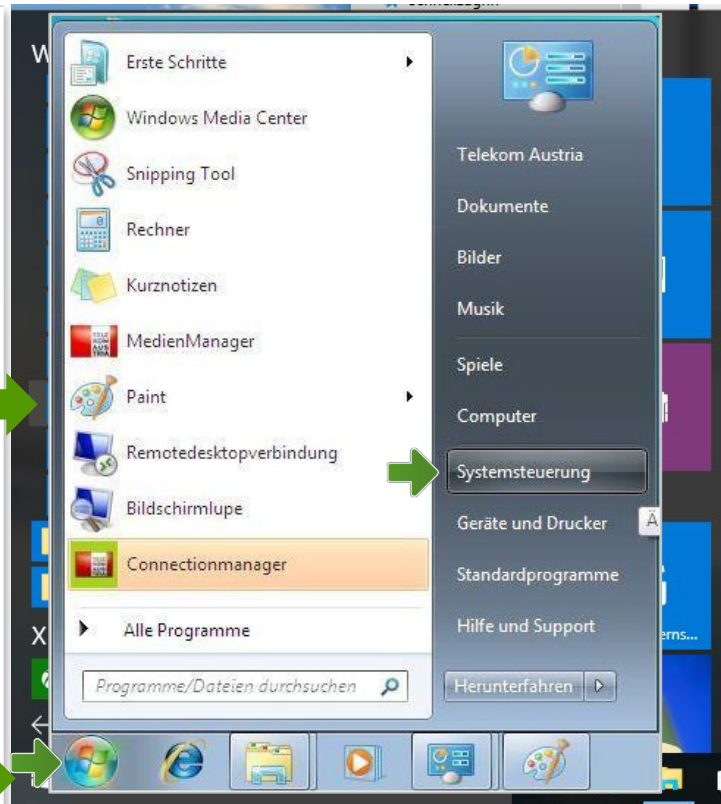 W
Erste Schritte
Windows Media Center
Snipping Tool
Rechner
Kurznotizen
MedienManager
Paint
Remotedesktopverbindung
Bildschirmlupe
Connectionmanager
Alle Programme
Programme/Dateien durchsuchen
Telekom Austria
Dokumente
Bilder
Musik
Spiele
Computer
Systemsteuerung
Geräte und Drucker
Ä
Standardprogramme
Hilfe und Support
Herunterfahren
X
erns...